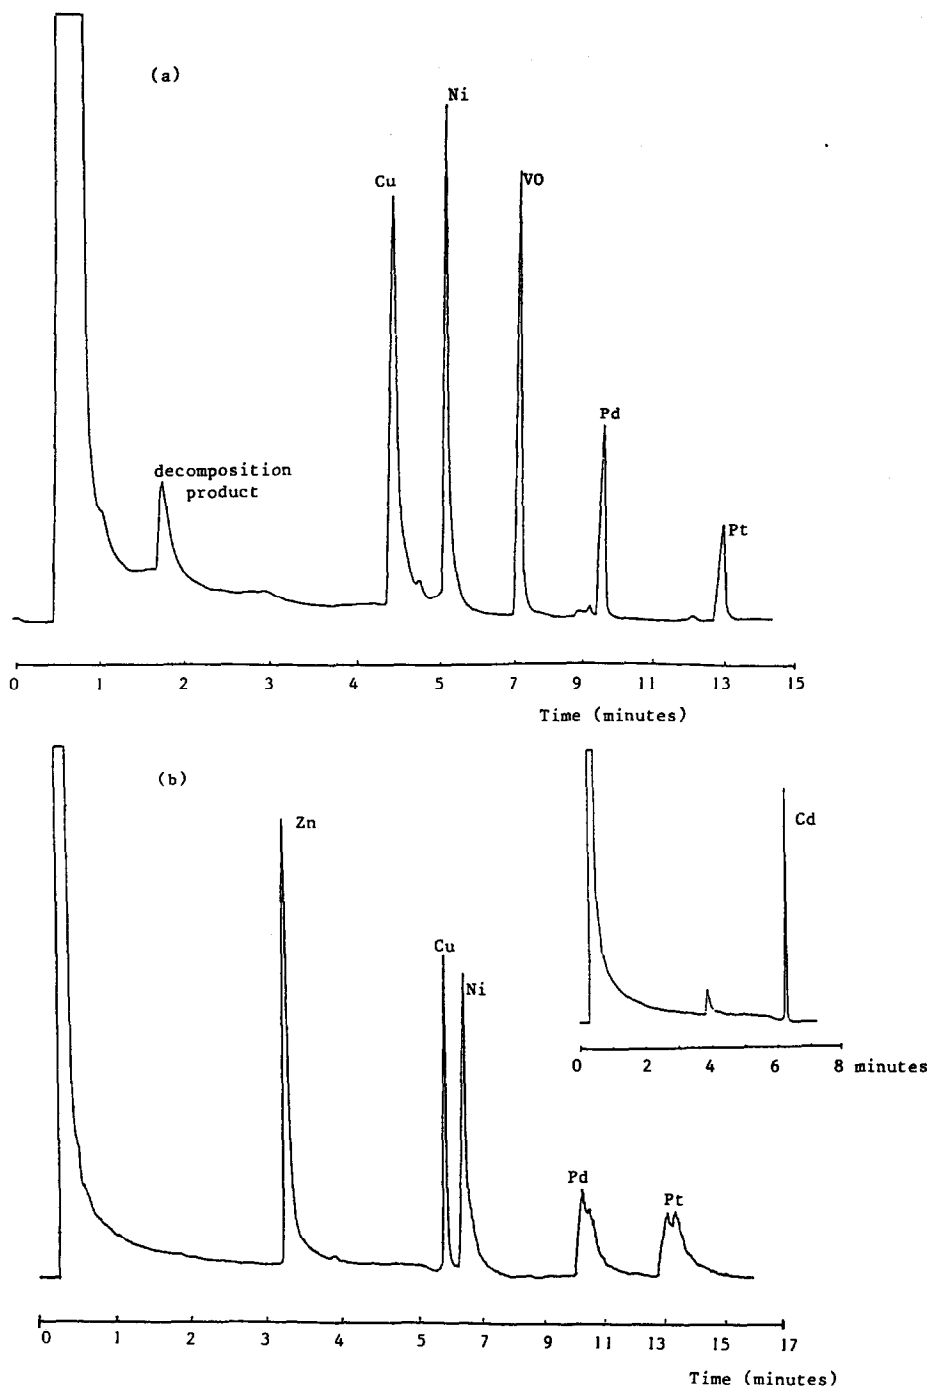 (a)
Ni
Cu
VO
Pd
decomposition
product
Pt
0 1 2 3 4 5 7 9 11 13 15
Time (minutes)
(b)
Zn
Cd
Cu
Ni
0 2 4 6 8 minutes
Pd
Pt
0 1 2 3 4 5 7 9 11 13 15 17
Time (minutes)